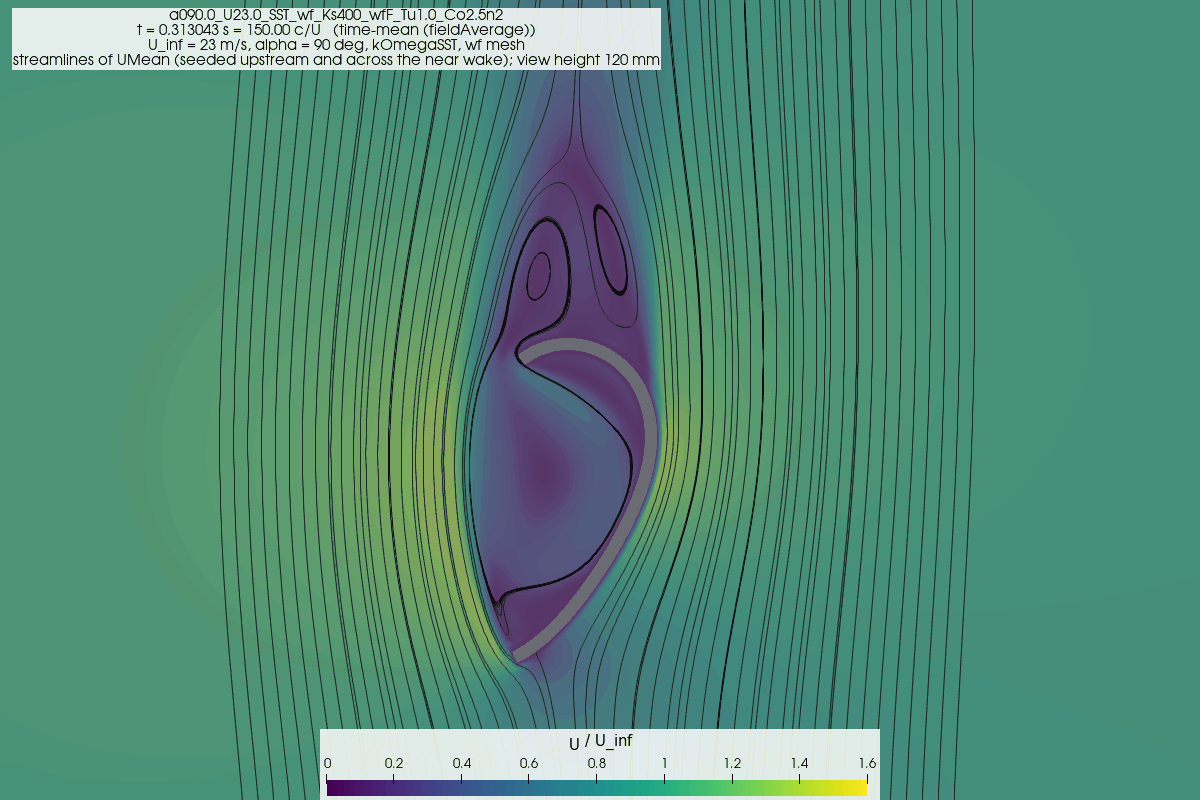 a090.0_U23.0_SST_wf_Ks400_wfF_Tu1.0_Co2.5n2
t = 0.313043 s = 150.00 c/U (time-mean (fieldAverage))
U_inf = 23 m/s, alpha = 90 deg, kOmegaSST, wf mesh
streamlines of UMean (seeded upstream and across the near wake); view height 120 mm
U / U_inf
0 0.2 0.4 0.6 0.8 1 1.2 1.4 1.6